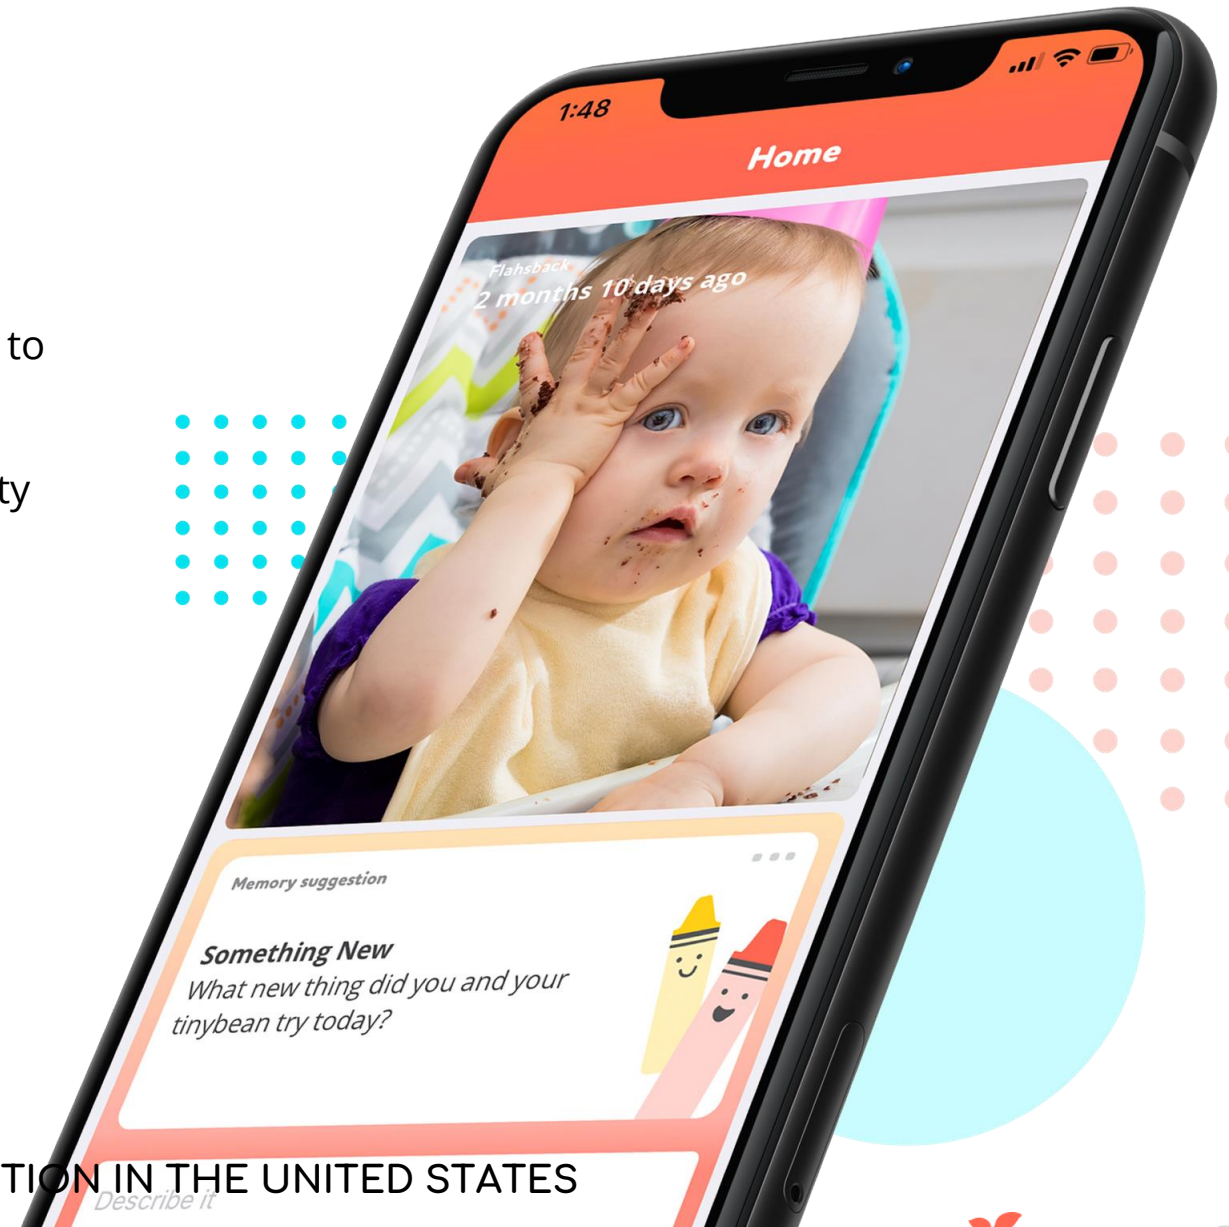 1:48
Home
Flahsback
2 months 10 days ago
to
ty
Memory suggestion
Something New
What new thing did you and your
tinybean try today?
TION IN THE UNITED STATES
Describe it